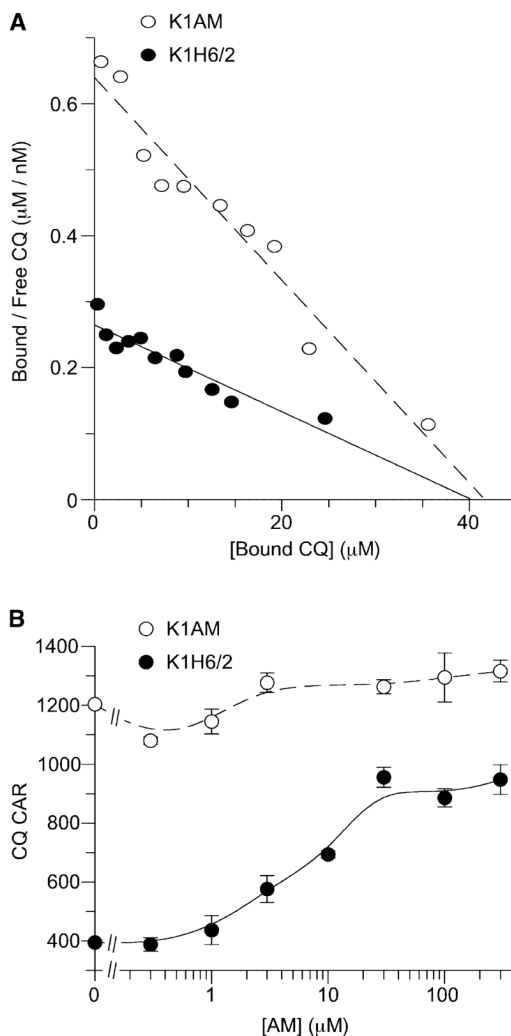 A
K1AM
K1H6/2
Bound / Free CQ (μM / nM)
0.6
0.4
0.2
0
0
20
40
[Bound CQ] (μM)
B
K1AM
K1H6/2
CQ CAR
1400
1200
1000
800
600
400
0
1
10
100
[AM] (μM)